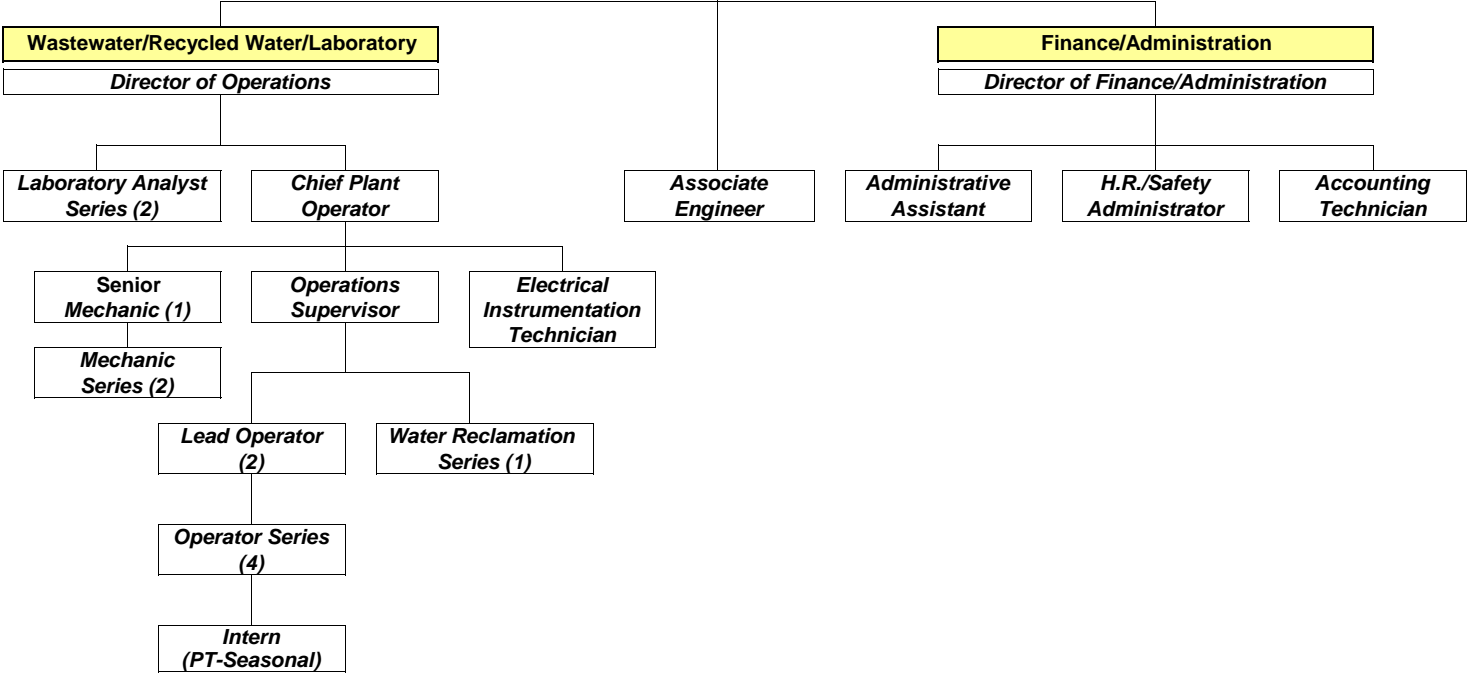 Wastewater/Recycled Water/Laboratory
Director of Operations
Finance/Administration
Director of Finance/Administration
Laboratory Analyst
Series (2)
Chief Plant
Operator
Associate
Engineer
Administrative
Assistant
H.R./Safety
Administrator
Accounting
Technician
Senior
Mechanic (1)
Operations
Supervisor
Electrical
Instrumentation
Technician
Mechanic
Series (2)
Lead Operator
(2)
Water Reclamation
Series (1)
Operator Series
(4)
Intern
(PT-Seasonal)